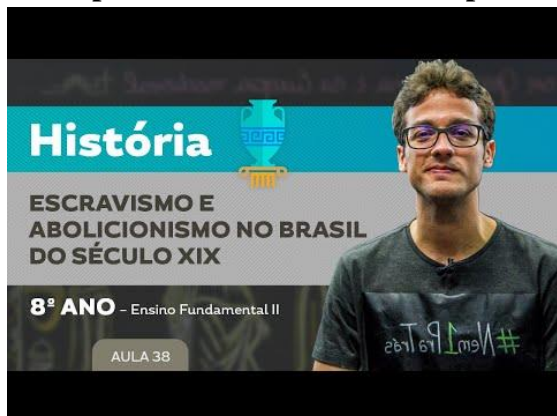 História
ESCRAVISMO E
ABOLICIONISMO NO BRASIL
DO SÉCULO XIX
8º ANO – Ensino Fundamental II
AULA 38
#Nem1PraTrás